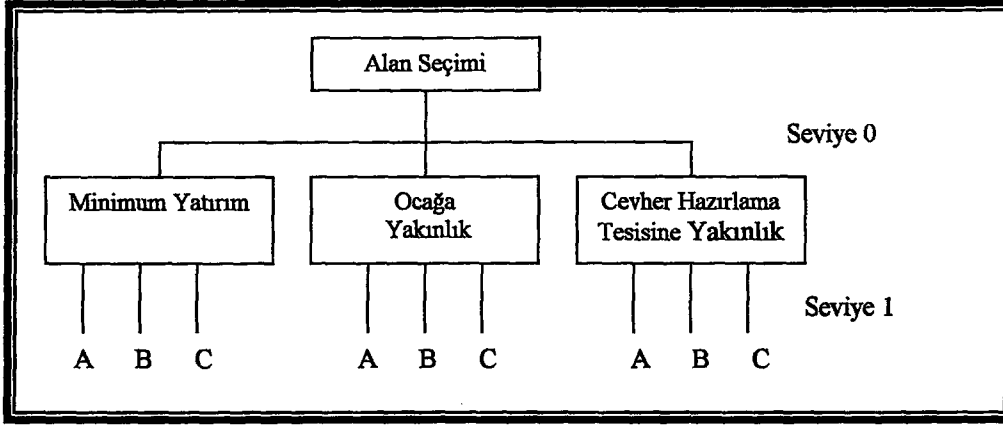 Alan Seçimi
Seviye 0
Minimum Yatırım
Ocağa
Yakınlık
Cevher Hazırlama
Tesisine Yakınlık
Seviye 1
A B C
A B C
A B C